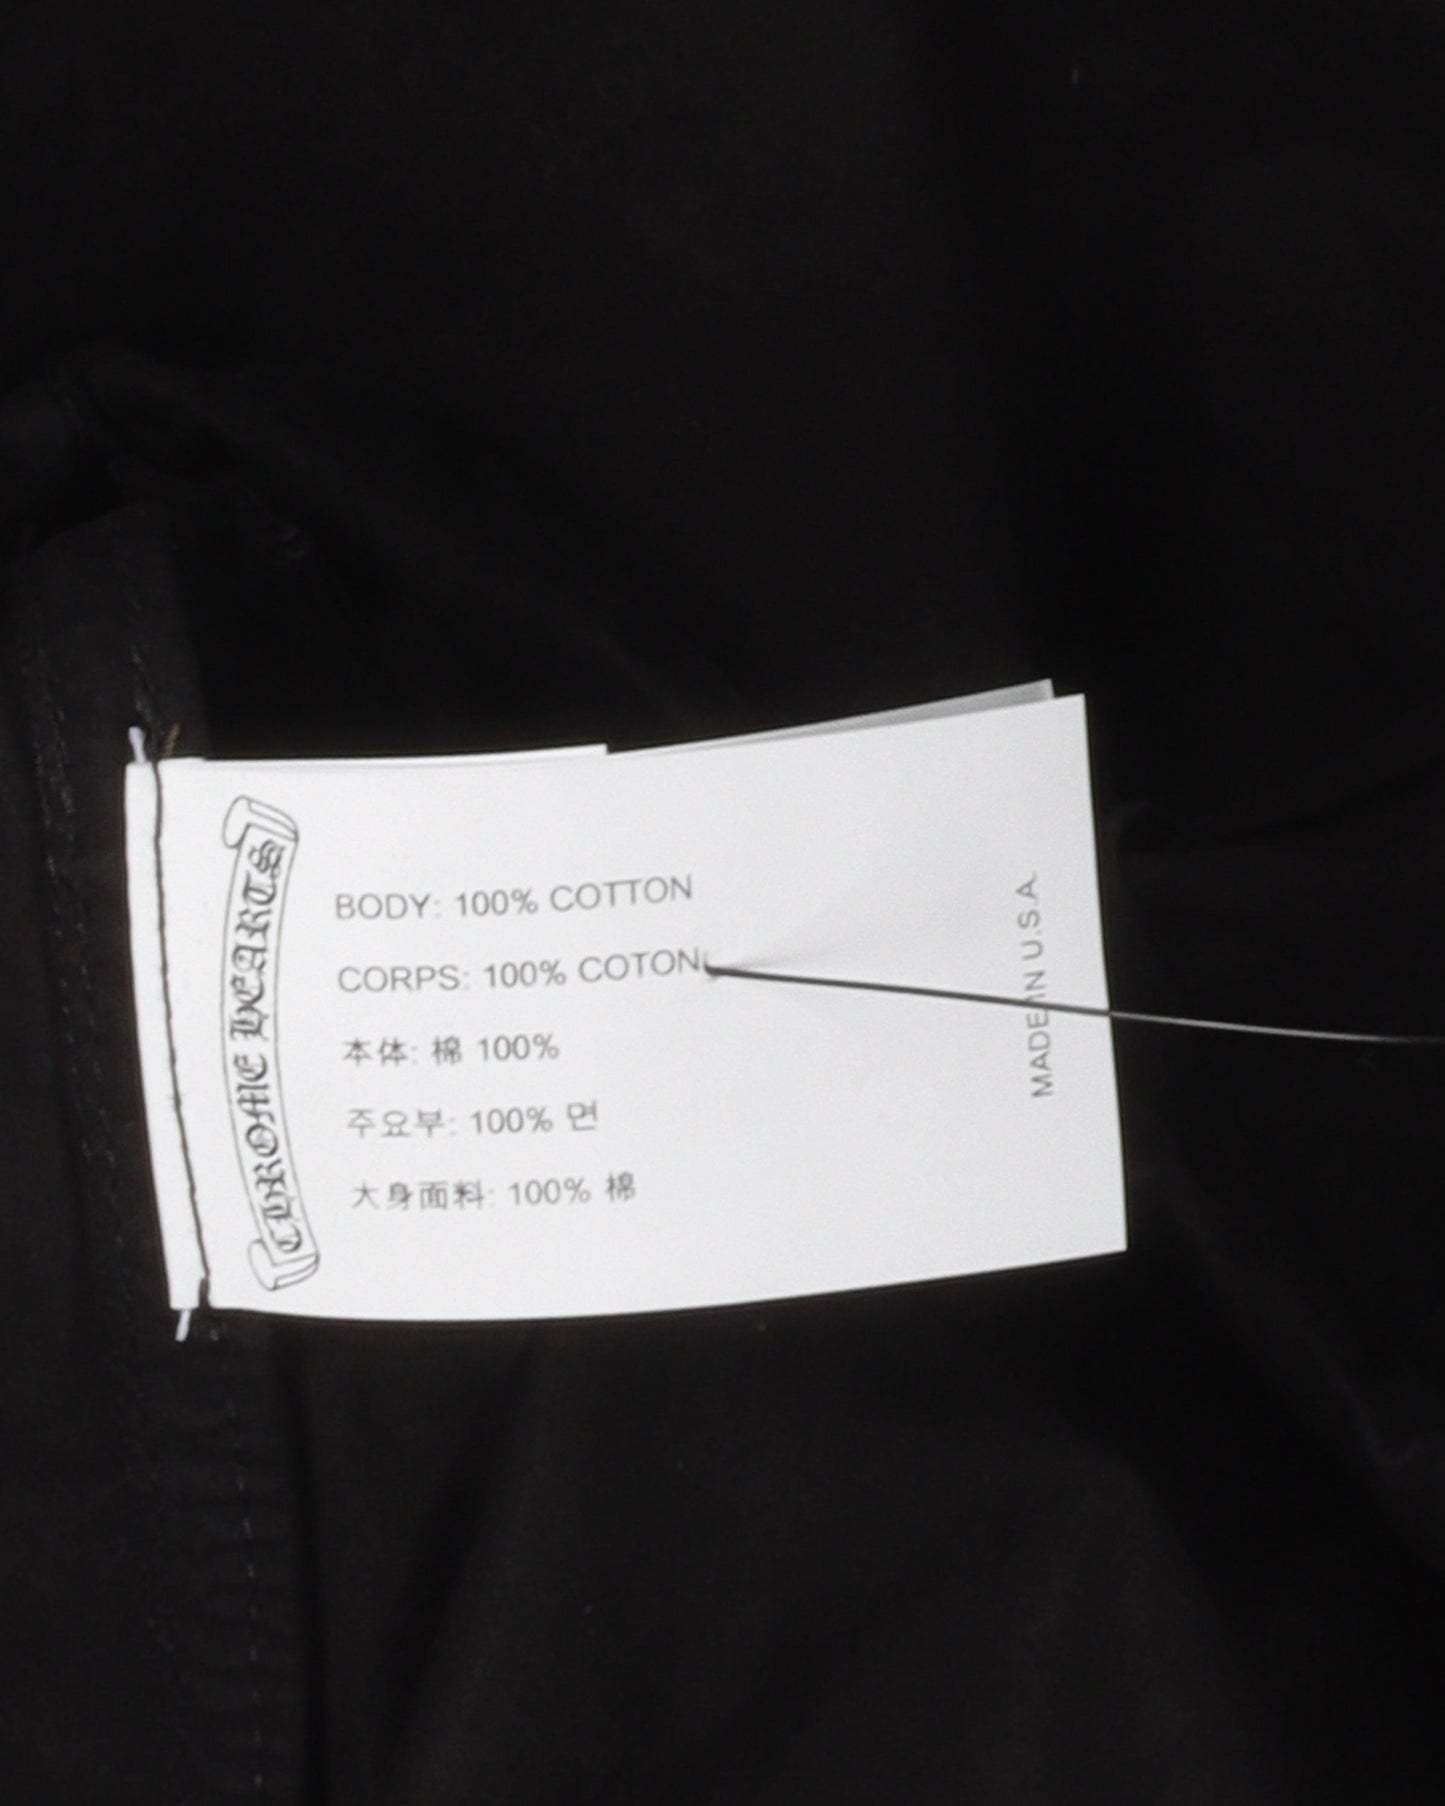 CHROME HEARTS
BODY: 100% COTTON
CORPS: 100% COTON
本体: 棉 100%
주요부: 100% 면
大身面料: 100% 棉
MADE IN U.S.A.